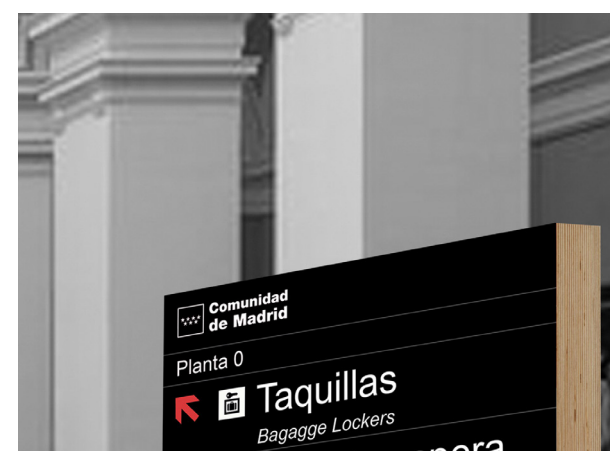 Comunidad
de Madrid
Planta 0
Taquillas
Bagagge Lockers